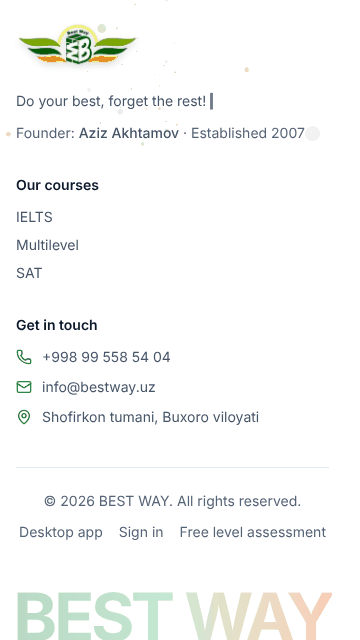 Best Way
Do your best, forget the rest!
Founder: Aziz Akhtamov · Established 2007
Our courses
IELTS
Multilevel
SAT
Get in touch
+998 99 558 54 04
info@bestway.uz
Shofirkon tumani, Buxoro viloyati
© 2026 BEST WAY. All rights reserved.
Desktop app Sign in Free level assessment
BEST WAY